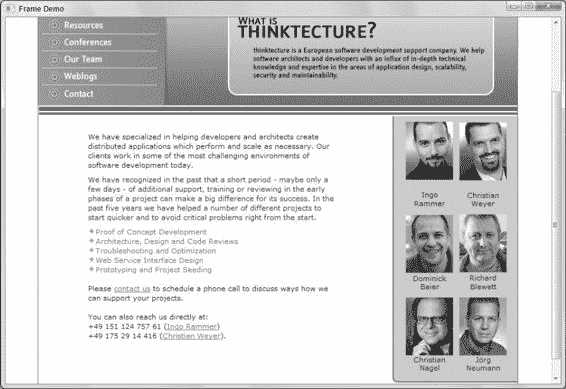 Frame Demo
Resources
Conferences
Our Team
Weblogs
Contact
WHAT IS
THINKTECTURE?
thinktecture is a European software development support company. We help
software architects and developers with an influx of in-depth technical
knowledge and expertise in the areas of application design, scalability,
security and maintainability.
We have specialized in helping developers and architects create
distributed applications which perform and scale as necessary. Our
clients work in some of the most challenging environments of
software development today.
We have recognized in the past that a short period - maybe only a
few days - of additional support, training or reviewing in the early
phases of a project can make a big difference for its success. In the
past five years we have helped a number of different projects to
start quicker and to avoid critical problems right from the start.
Proof of Concept Development
Architecture, Design and Code Reviews
Troubleshooting and Optimization
Web Service Interface Design
Prototyping and Project Seeding
Please contact us to schedule a phone call to discuss ways how we
can support your projects.
You can also reach us directly at:
+49 151 124 757 61 (Ingo Rammer)
+49 175 29 14 416 (Christian Weyer).
Ingo
Rammer
Christian
Weyer
Dominick
Baier
Richard
Blewett
Christian
Nagel
Jörg
Neumann